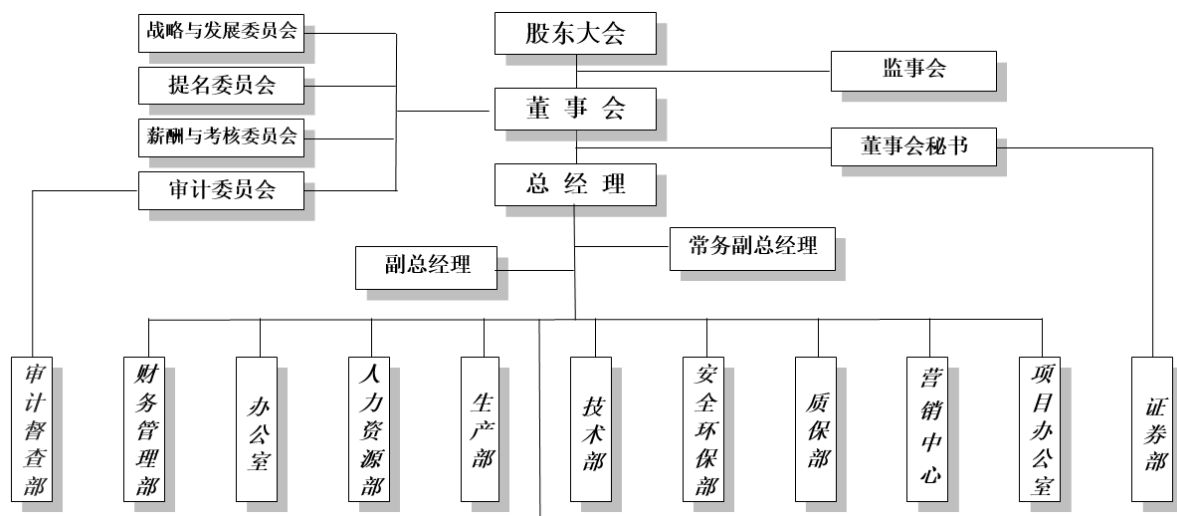 战略与发展委员会
股东大会
监事会
提名委员会
董事会
薪酬与考核委员会
董事会秘书
审计委员会
总经理
常务副总经理
副总经理
审计督查部
财务管理部
办公室
人力资源部
生产部
技术部
安全环保部
质保部
营销中心
项目办公室
证券部